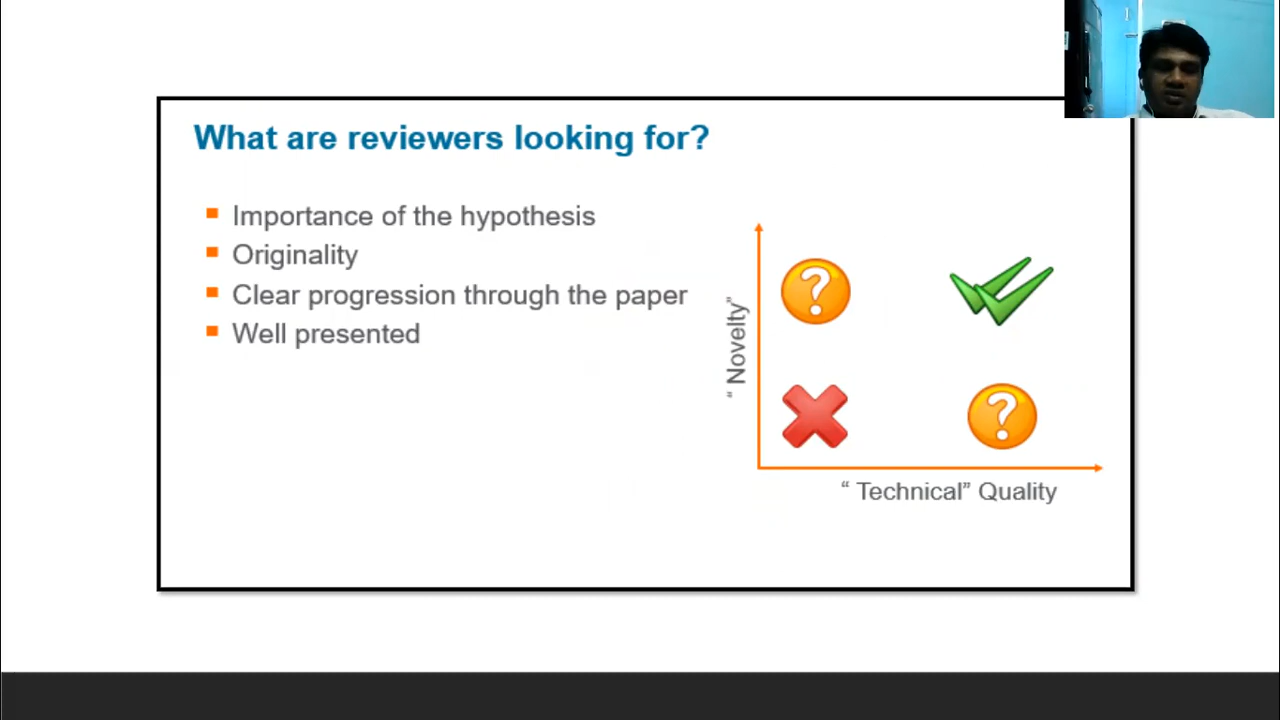 What are reviewers looking for?
Importance of the hypothesis
Originality
Clear progression through the paper
Well presented
“ Novelty”
“ Technical” Quality